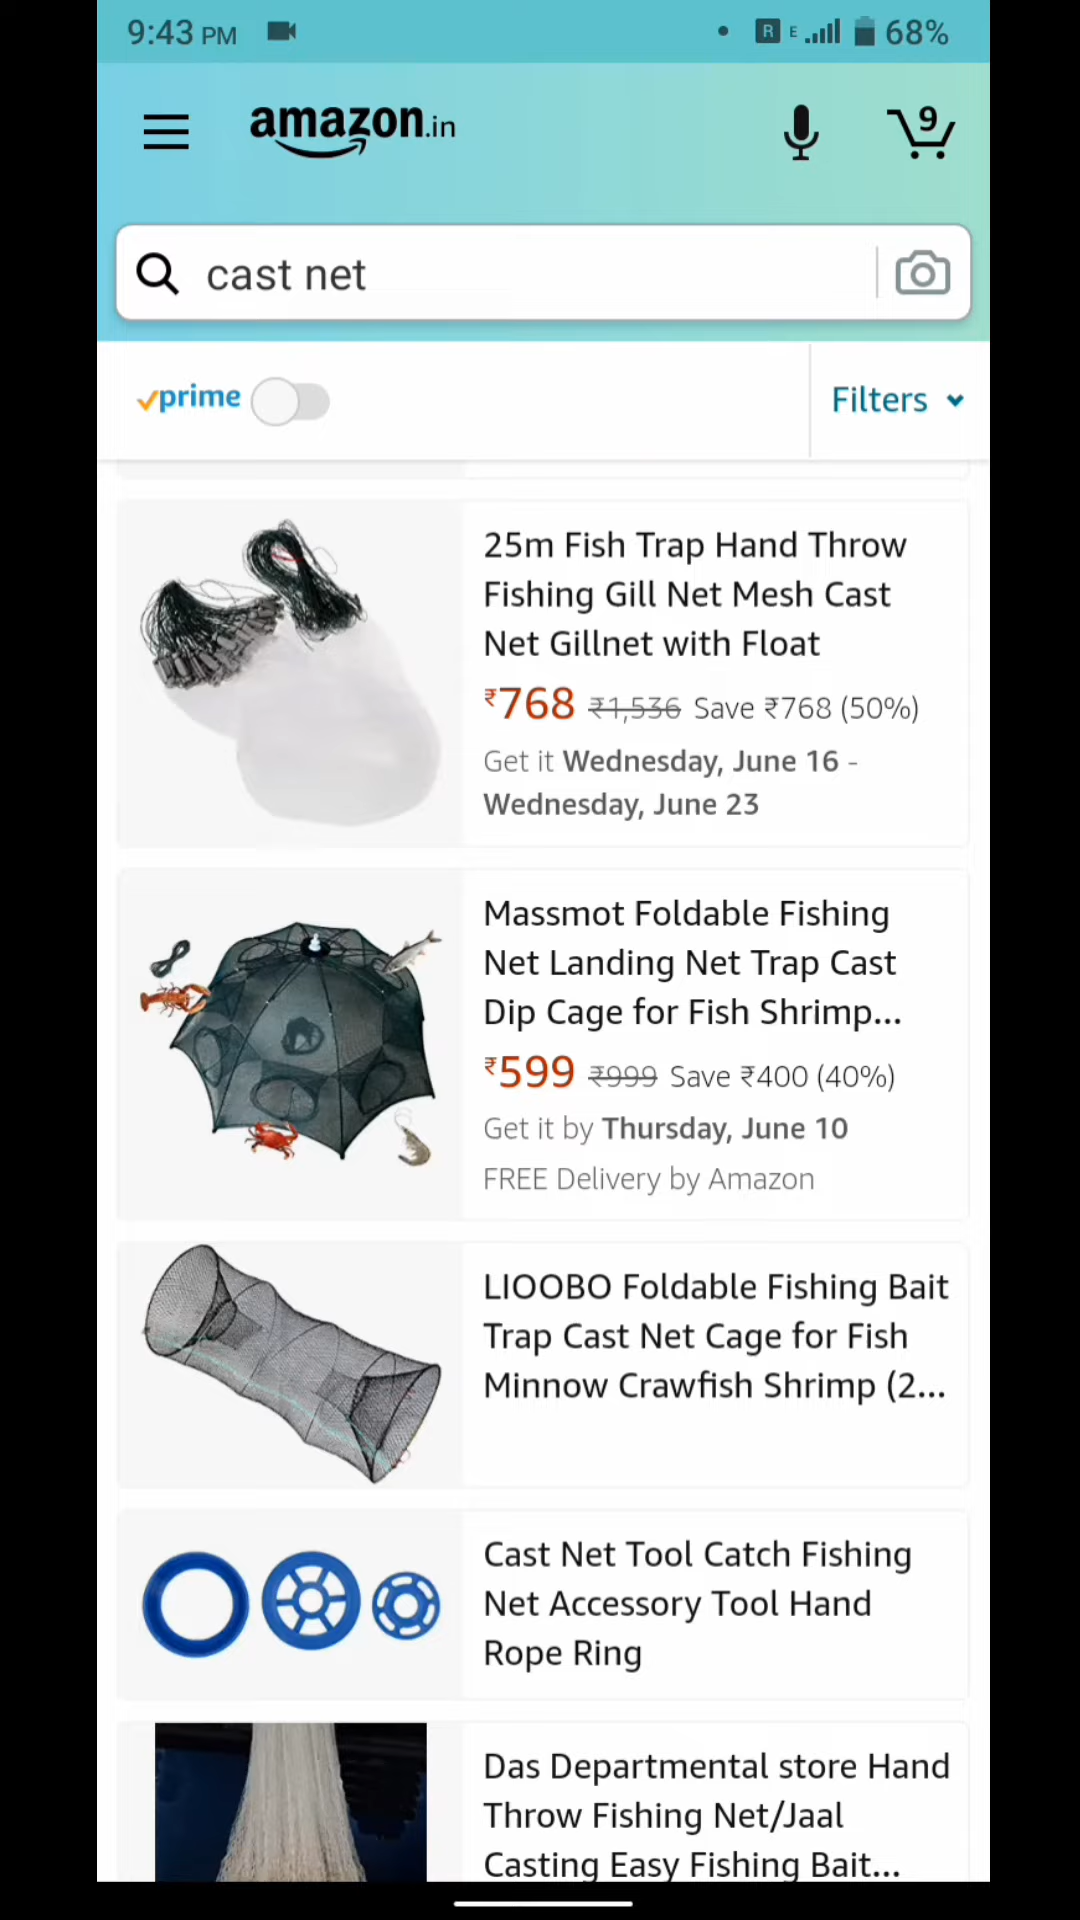 9:43 PM
R E 68%
amazon.in
9
cast net
prime
Filters
25m Fish Trap Hand Throw
Fishing Gill Net Mesh Cast
Net Gillnet with Float
₹768 ₹1,536 Save ₹768 (50%)
Get it Wednesday, June 16 -
Wednesday, June 23
Massmot Foldable Fishing
Net Landing Net Trap Cast
Dip Cage for Fish Shrimp...
₹599 ₹999 Save ₹400 (40%)
Get it by Thursday, June 10
FREE Delivery by Amazon
LIOOBO Foldable Fishing Bait
Trap Cast Net Cage for Fish
Minnow Crawfish Shrimp (2...
Cast Net Tool Catch Fishing
Net Accessory Tool Hand
Rope Ring
Das Departmental store Hand
Throw Fishing Net/Jaal
Casting Easy Fishing Bait...